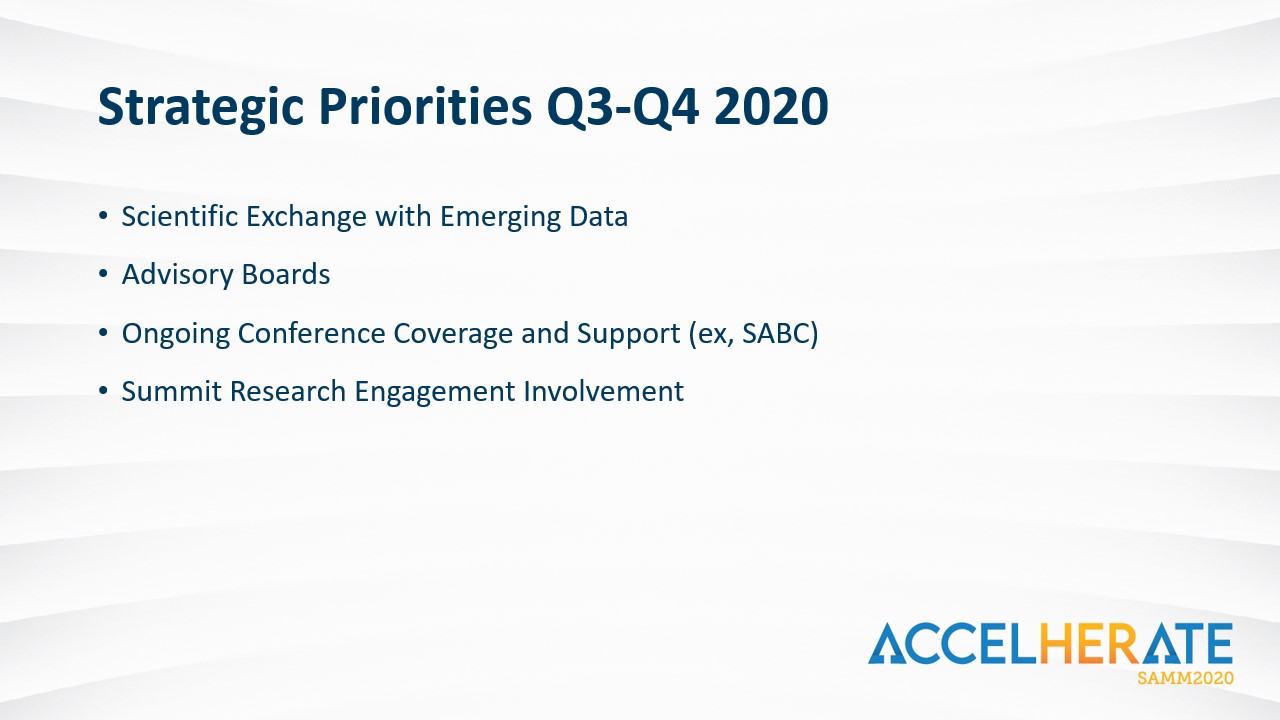 Strategic Priorities Q3-Q4 2020
• Scientific Exchange with Emerging Data
• Advisory Boards
• Ongoing Conference Coverage and Support (ex, SABC)
• Summit Research Engagement Involvement
ACCELHERATE
SAMM2020